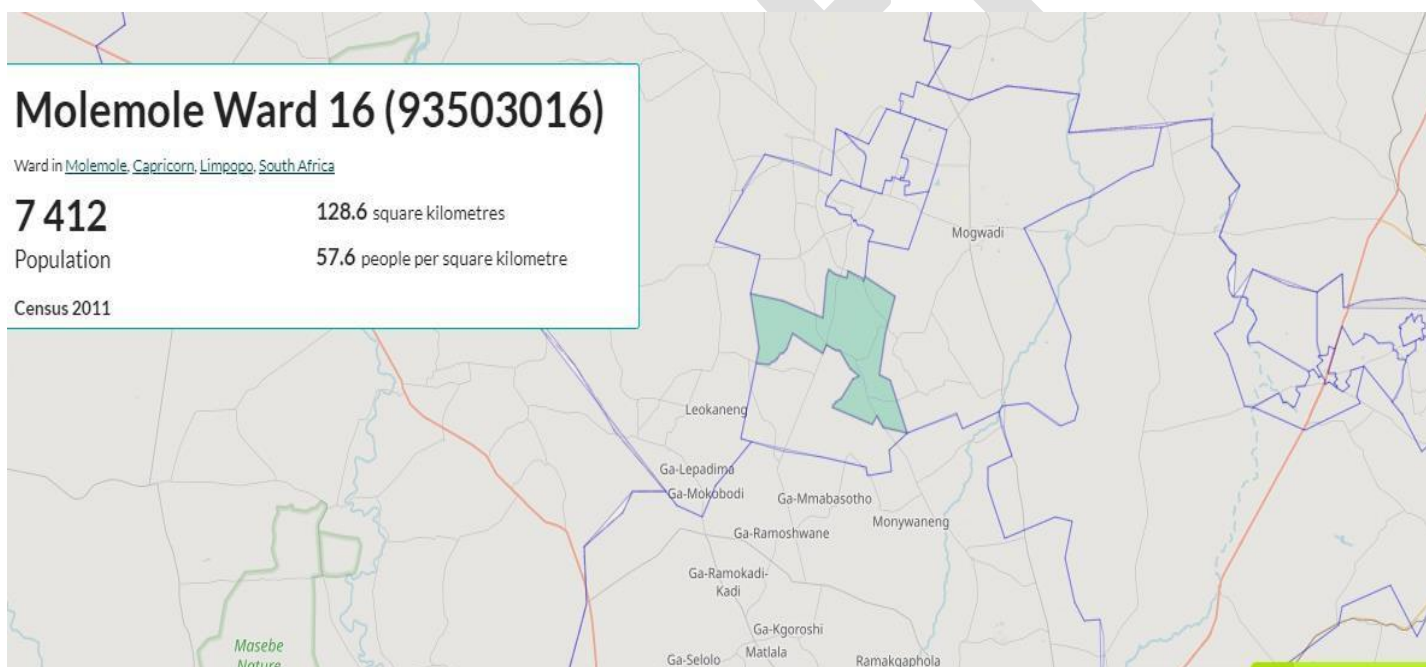 Molemole Ward 16 (93503016)
Ward in Molemole, Capricorn, Limpopo, South Africa
7 412
Population
128.6 square kilometres
57.6 people per square kilometre
Census 2011
Mogwadi
Leokaneng
Ga-Lepadima
Ga-Mokobodi
Ga-Mmabasotho
Monywaneng
Ga-Ramoshwane
Ga-Ramokadi-
Kadi
Ga-Kgoroshi
Matlala
Ga-Selolo
Ramakgaphola
Masebe
Nature